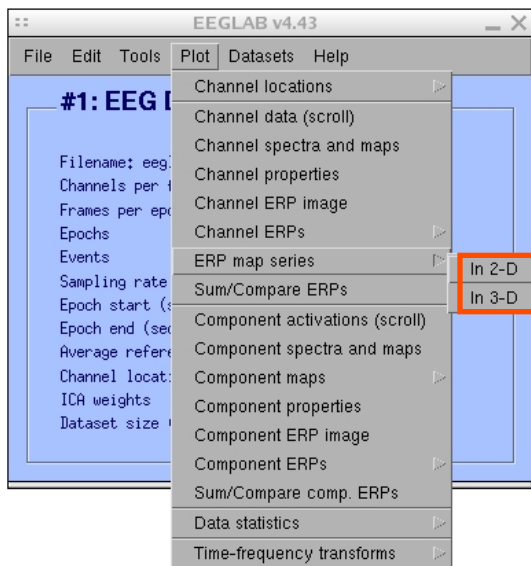 EEGLAB v4.43
File Edit Tools Plot Datasets Help
#1: EEG
Filename: eeg
Channels per
Frames per epo
Epochs
Events
Sampling rate
Epoch start (s
Epoch end (sec
Average refere
Channel locat
ICA weights
Dataset size
Channel locations
Channel data (scroll)
Channel spectra and maps
Channel properties
Channel ERP image
Channel ERPs
ERP map series
Sum/Compare ERPs
Component activations (scroll)
Component spectra and maps
Component maps
Component properties
Component ERP image
Component ERPs
Sum/Compare comp. ERPs
Data statistics
Time-frequency transforms
In 2-D
In 3-D